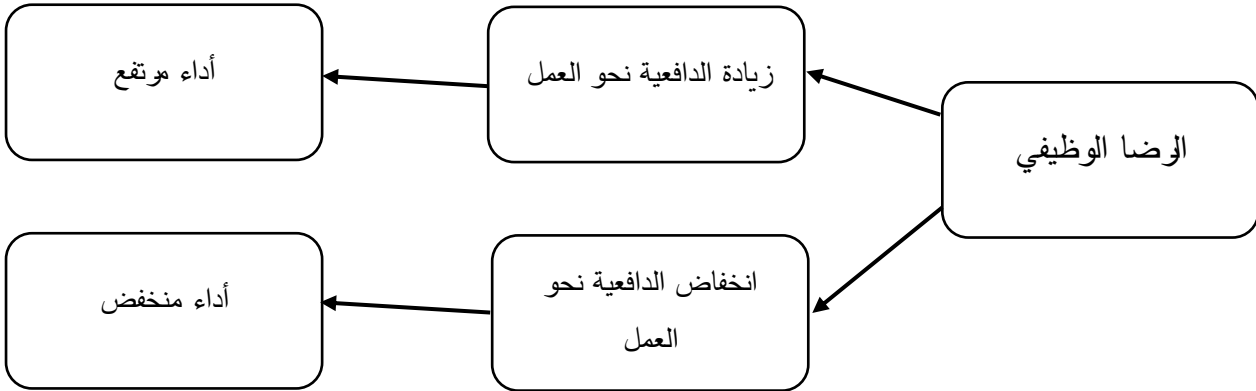 الرضا الوظيفي
زيادة الدافعية نحو العمل
أداء مرتفع
انخفاض الدافعية نحو
العمل
أداء منخفض